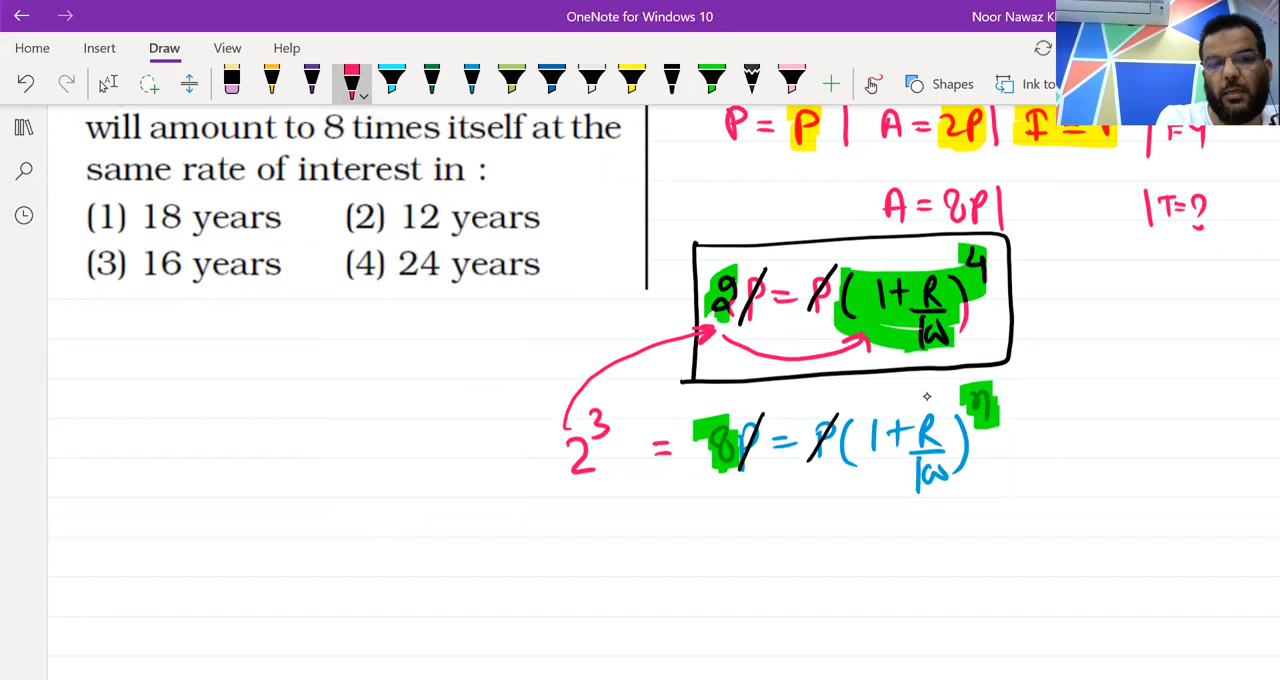 OneNote for Windows 10
Noor Nawaz
Home Insert Draw View Help
Shapes Ink to
will amount to 8 times itself at the
same rate of interest in :
(1) 18 years (2) 12 years
(3) 16 years (4) 24 years
P = P | A = 2P|
A = 8P| |T=?
2P = P(1+R/100)^4
2^3 = 8P = P(1+R/100)^n